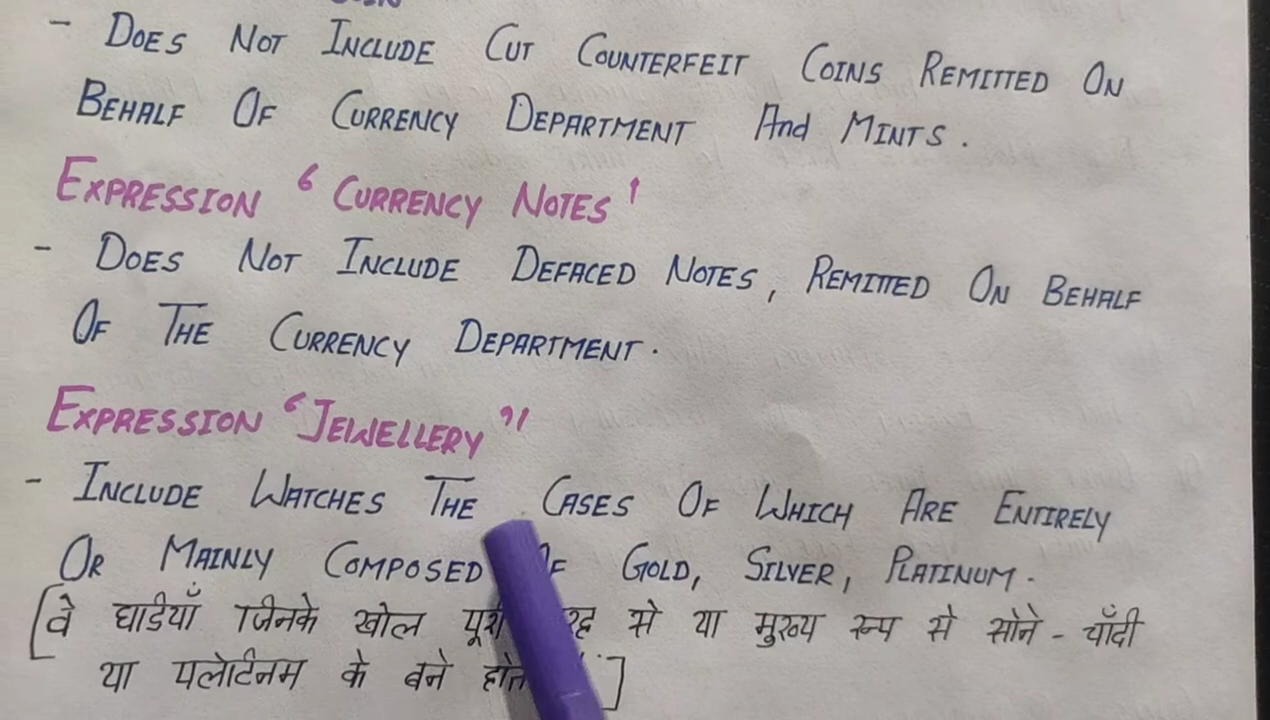 - DOES NOT INCLUDE CUT COUNTERFEIT COINS REMITTED ON
BEHALF OF CURRENCY DEPARTMENT And MINTS.
EXPRESSION " CURRENCY NOTES "
- DOES NOT INCLUDE DEFACED NOTES, REMITTED ON BEHALF
OF THE CURRENCY DEPARTMENT.
EXPRESSION "JEWELLERY"
- INCLUDE WATCHES THE CASES OF WHICH ARE ENTIRELY
OR MAINLY COMPOSED OF GOLD, SILVER, PLATINUM.
[वे घाडियाँ जिनके खोल से या मुख्य रूप से सोने - चाँदी
या पलेटिनम के बने ]